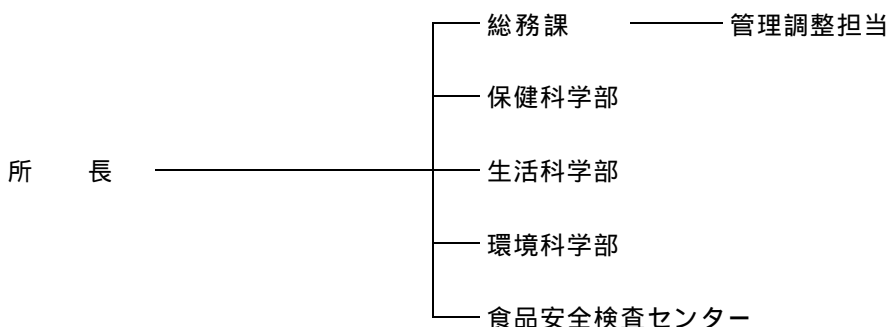 総務課 管理調整担当
保健科学部
所長 生活科学部
環境科学部
食品安全検査センター